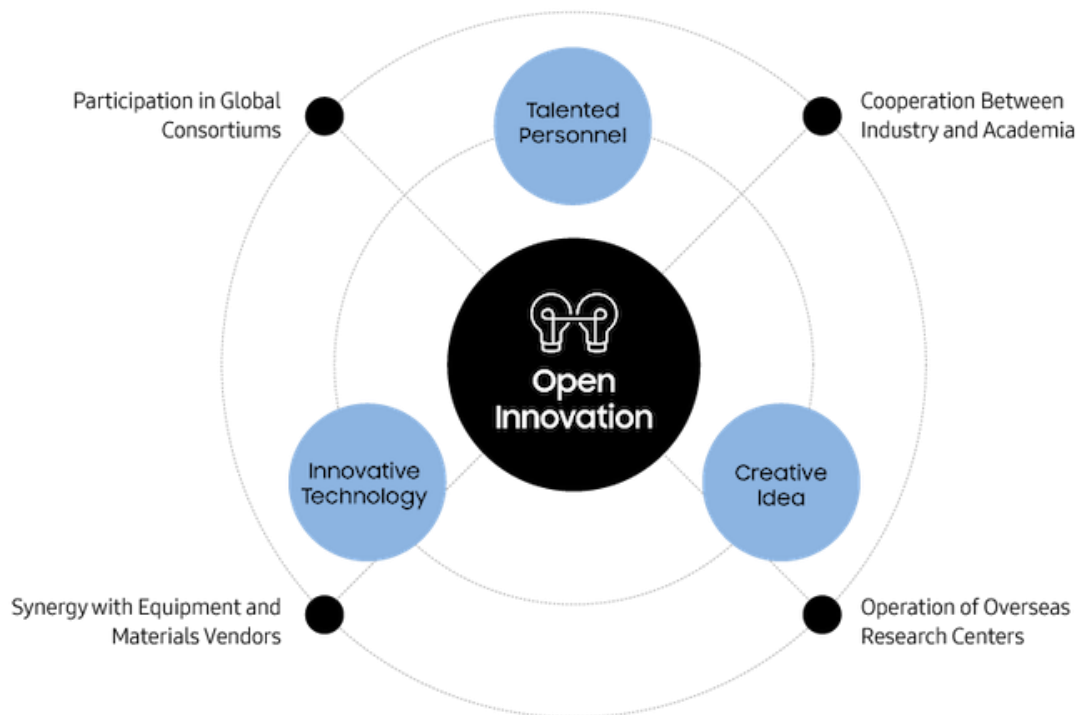 Talented
Personnel
Participation in Global
Consortiums
Cooperation Between
Industry and Academia
Open
Innovation
Innovative
Technology
Creative
Idea
Synergy with Equipment and
Materials Vendors
Operation of Overseas
Research Centers